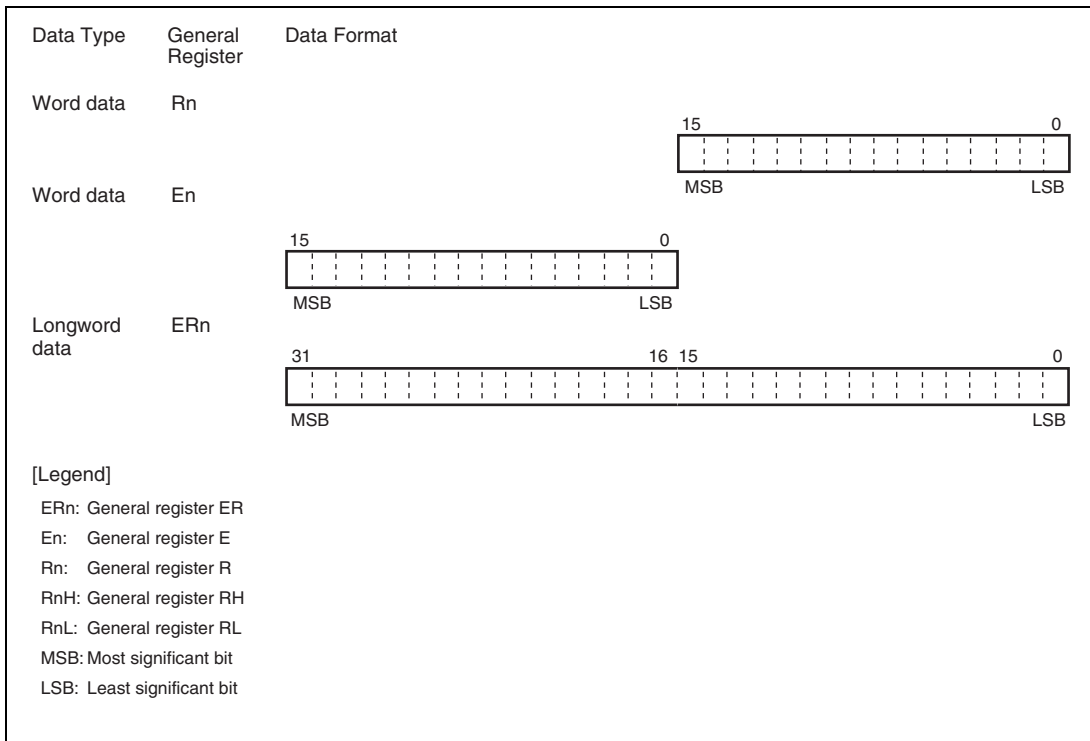 Data Type General Register Data Format
Word data Rn
15 0
MSB LSB
Word data En
15 0
MSB LSB
Longword data ERn
31 16 15 0
MSB LSB
[Legend]
ERn: General register ER
En: General register E
Rn: General register R
RnH: General register RH
RnL: General register RL
MSB: Most significant bit
LSB: Least significant bit